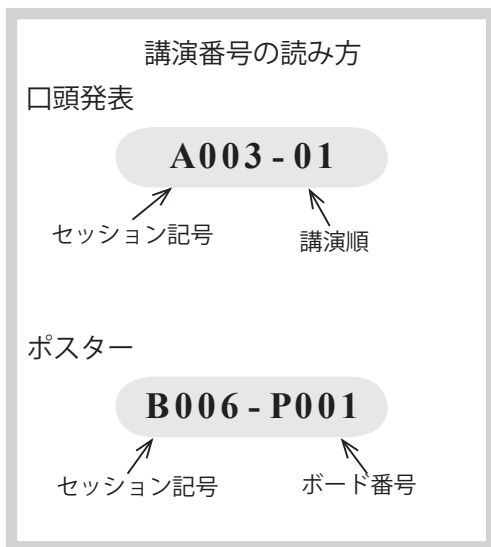 講演番号の読み方
口頭発表
A003-01
セッション記号 講演順
ポスター
B006-P001
セッション記号 ボード番号